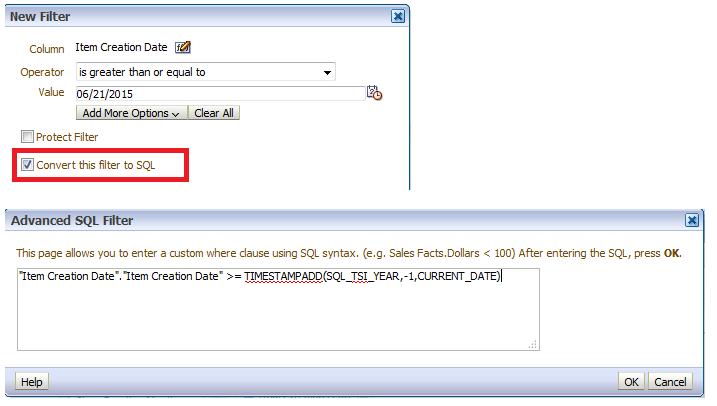 New Filter
Column Item Creation Date
Operator is greater than or equal to
Value 06/21/2015
Add More Options Clear All
Protect Filter
Convert this filter to SQL
Advanced SQL Filter
This page allows you to enter a custom where clause using SQL syntax. (e.g. Sales Facts.Dollars < 100) After entering the SQL, press OK.
"Item Creation Date"."Item Creation Date" >= TIMESTAMPADD(SQL_TSI_YEAR,-1,CURRENT_DATE)
Help OK Cancel